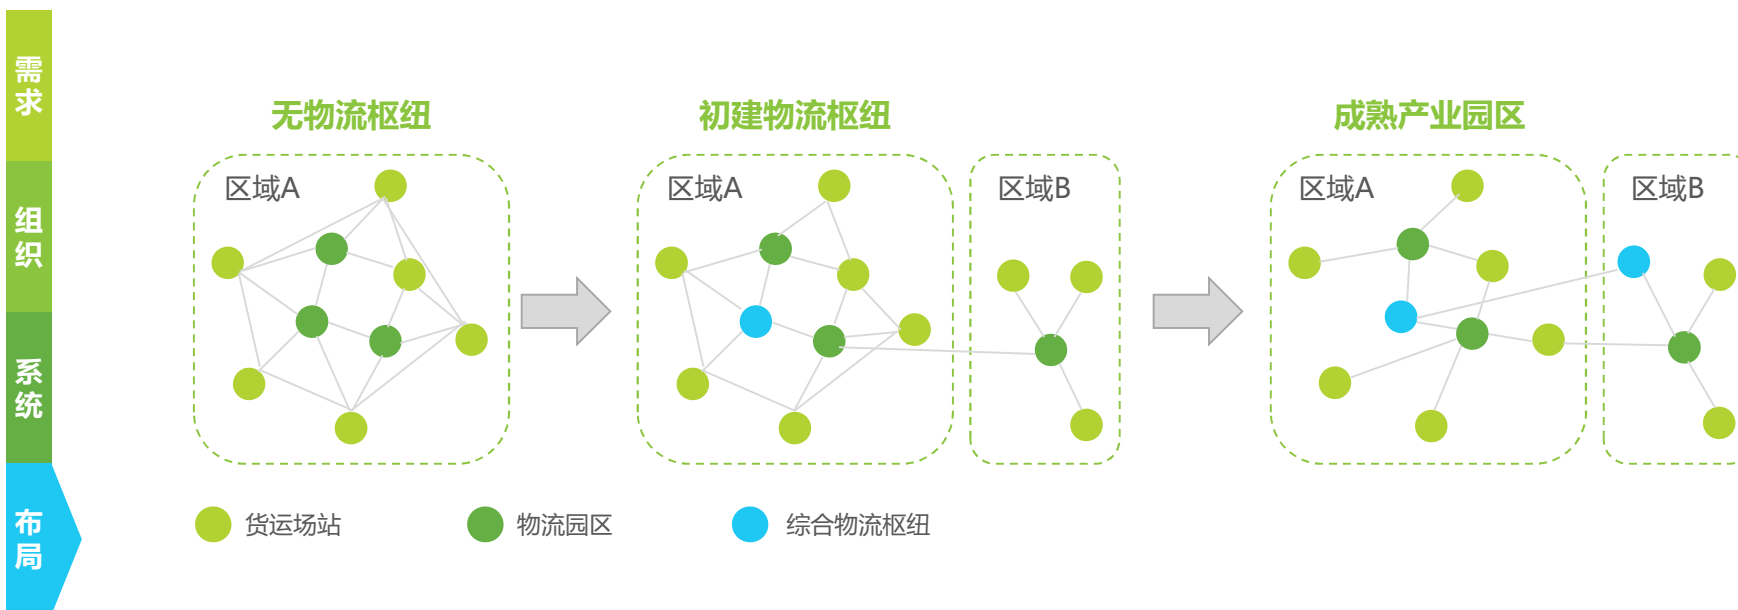 需求
组织
系统
布局
无物流枢纽
初建物流枢纽
成熟产业园区
区域A
区域A
区域B
区域A
区域B
货运场站
物流园区
综合物流枢纽